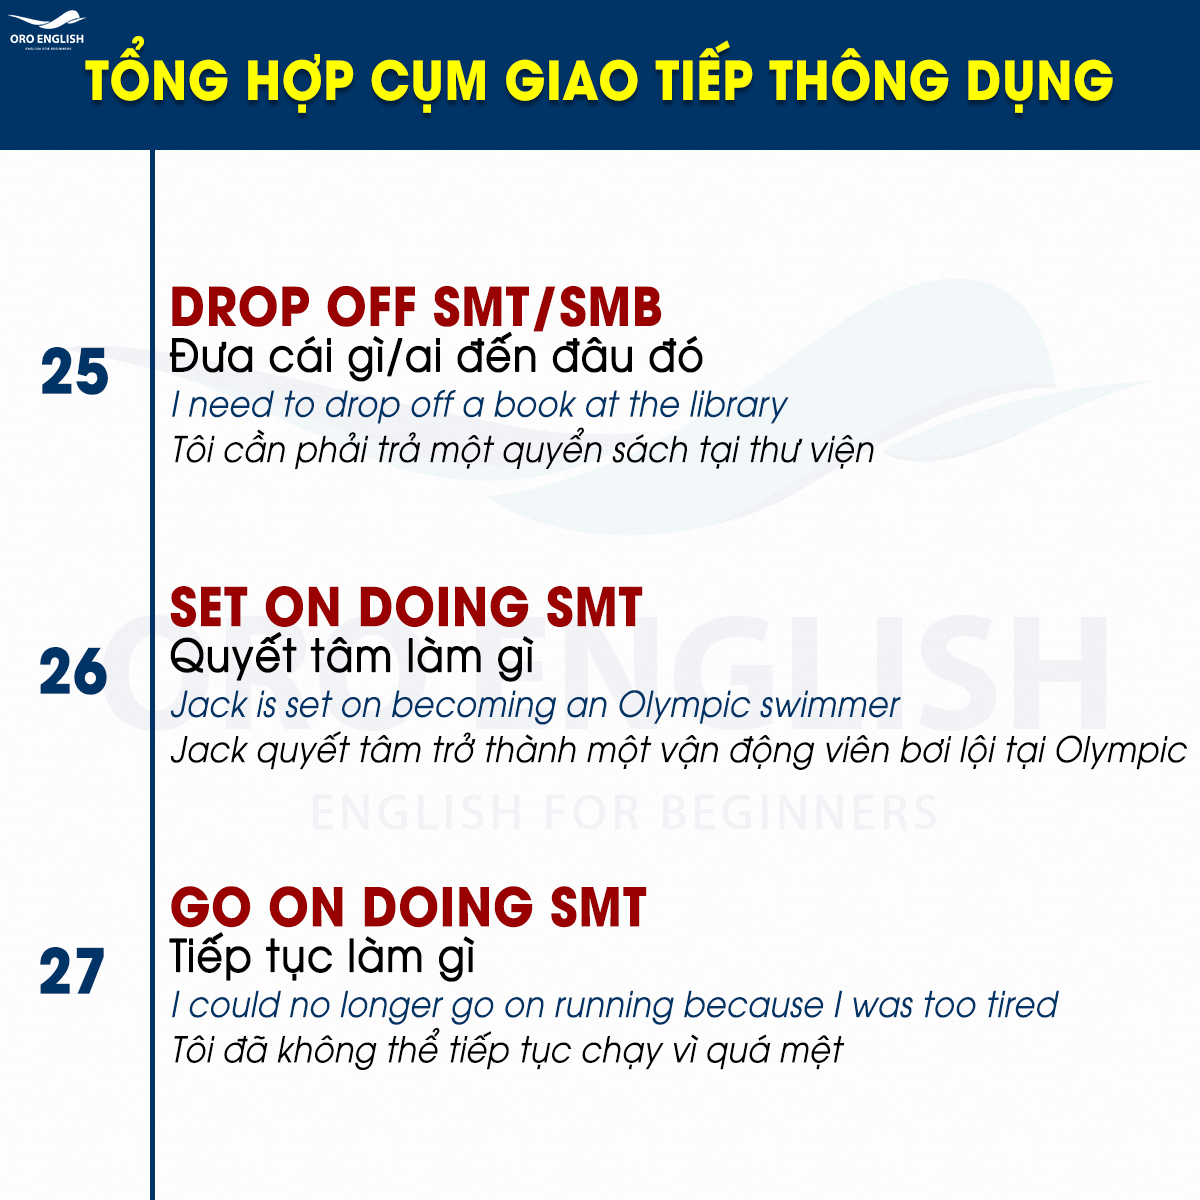 ORO ENGLISH
ENGLISH FOR BEGINNERS
TỔNG HỢP CỤM GIAO TIẾP THÔNG DỤNG
25
DROP OFF SMT/SMB
Đưa cái gì/ai đến đâu đó
I need to drop off a book at the library
Tôi cần phải trả một quyển sách tại thư viện
26
SET ON DOING SMT
Quyết tâm làm gì
Jack is set on becoming an Olympic swimmer
Jack quyết tâm trở thành một vận động viên bơi lội tại Olympic
ORO ENGLISH
ENGLISH FOR BEGINNERS
27
GO ON DOING SMT
Tiếp tục làm gì
I could no longer go on running because I was too tired
Tôi đã không thể tiếp tục chạy vì quá mệt